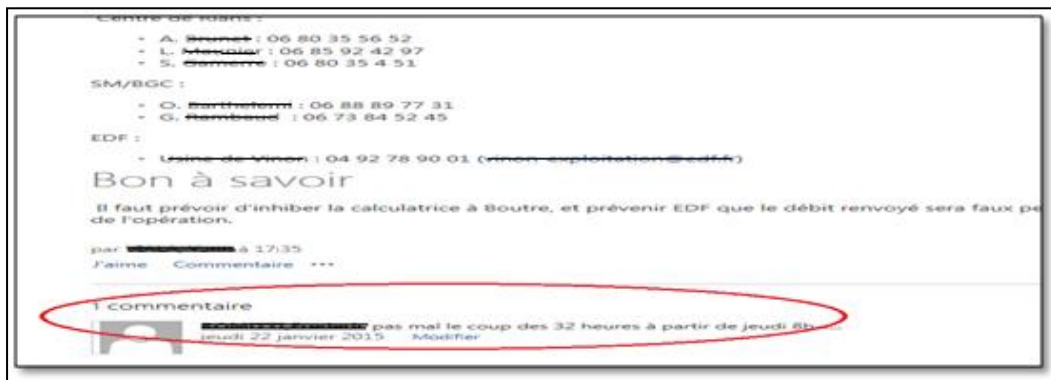 Centre de Rians :
- A. : 06 80 35 56 52
- L. : 06 85 92 42 97
- S. : 06 80 35 4 51
SM/BGC :
- O. : 06 88 89 77 31
- G. : 06 73 84 52 45
EDF :
- : 04 92 78 90 01
Bon à savoir
Il faut prévoir d'inhiber la calculatrice à Boutre, et prévenir EDF que le débit renvoyé sera faux pe
de l'opération.
par à 17:35
J'aime Commentaire •••
1 commentaire
pas mal le coup des 32 heures à partir de jeudi 8h
jeudi 22 janvier 2015 Modifier